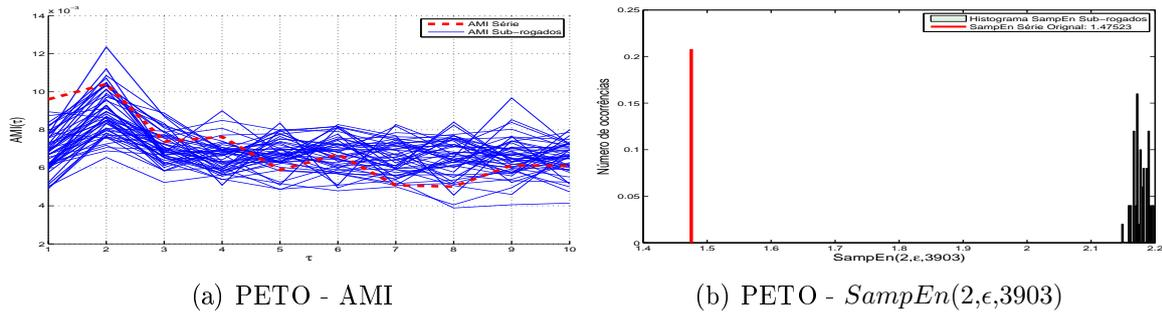 x 10⁻³
14
12
10
8
6
4
2
AMI(τ)
1 2 3 4 5 6 7 8 9 10
τ
AMI Série
AMI Sub-rogados
(a) PETO - AMI
0.25
0.2
0.15
0.1
0.05
0
Número de ocorrências
1.4 1.5 1.6 1.7 1.8 1.9 2 2.1 2.2
SampEn(2,ε,3903)
Histograma SampEn Sub-rogados
SampEn Série Orignal: 1.47523
(b) PETO - SampEn(2,ϵ,3903)